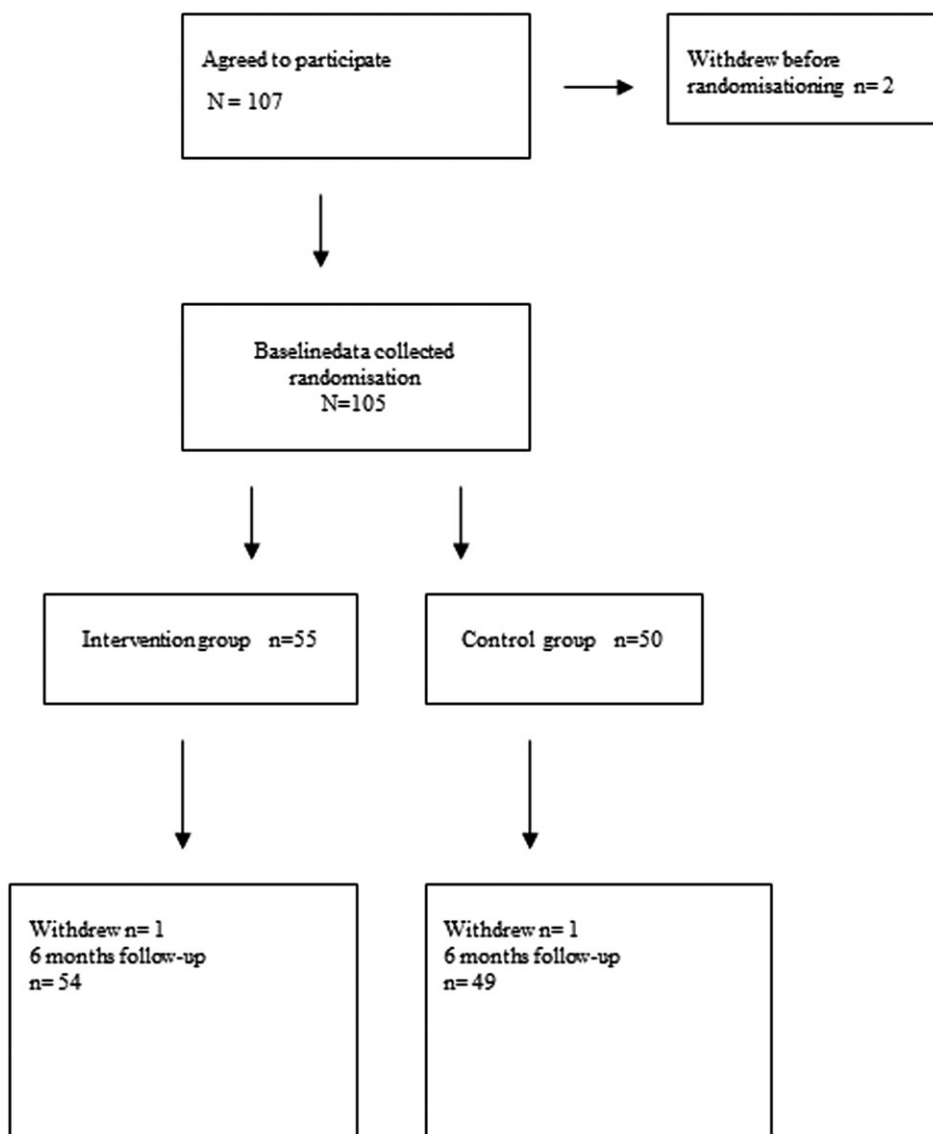 Agreed to participate
N = 107
Withdrew before
randomisationing n= 2
Baselinedata collected
randomisation
N=105
Intervention group n=55
Control group n=50
Withdrew n= 1
6 months follow-up
n= 54
Withdrew n= 1
6 months follow-up
n= 49